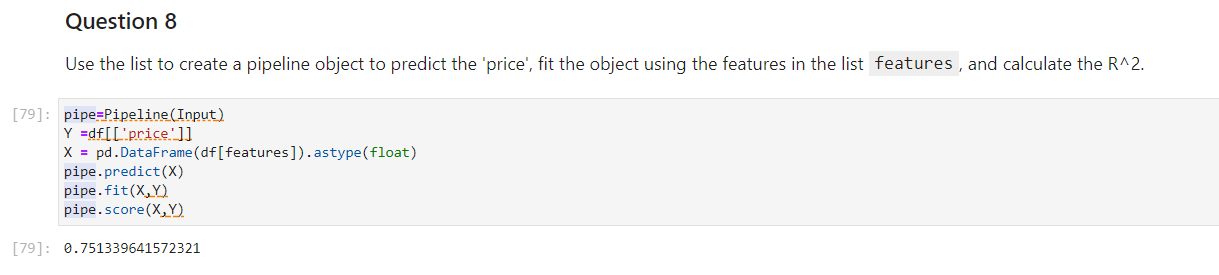 Question 8
Use the list to create a pipeline object to predict the 'price', fit the object using the features in the list features, and calculate the R^2.
[79]: pipe=Pipeline(Input)
Y =df[['price']]
X = pd.DataFrame(df[features]).astype(float)
pipe.predict(X)
pipe.fit(X,Y)
pipe.score(X,Y)
[79]: 0.751339641572321